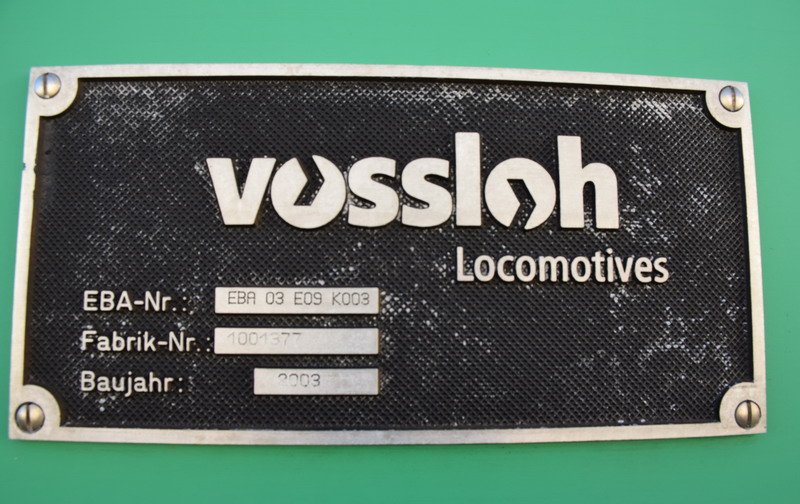 vossloh
Locomotives
EBA-Nr.: EBA 03 E09 K003
Fabrik-Nr.: 1001377
Baujahr: 2003